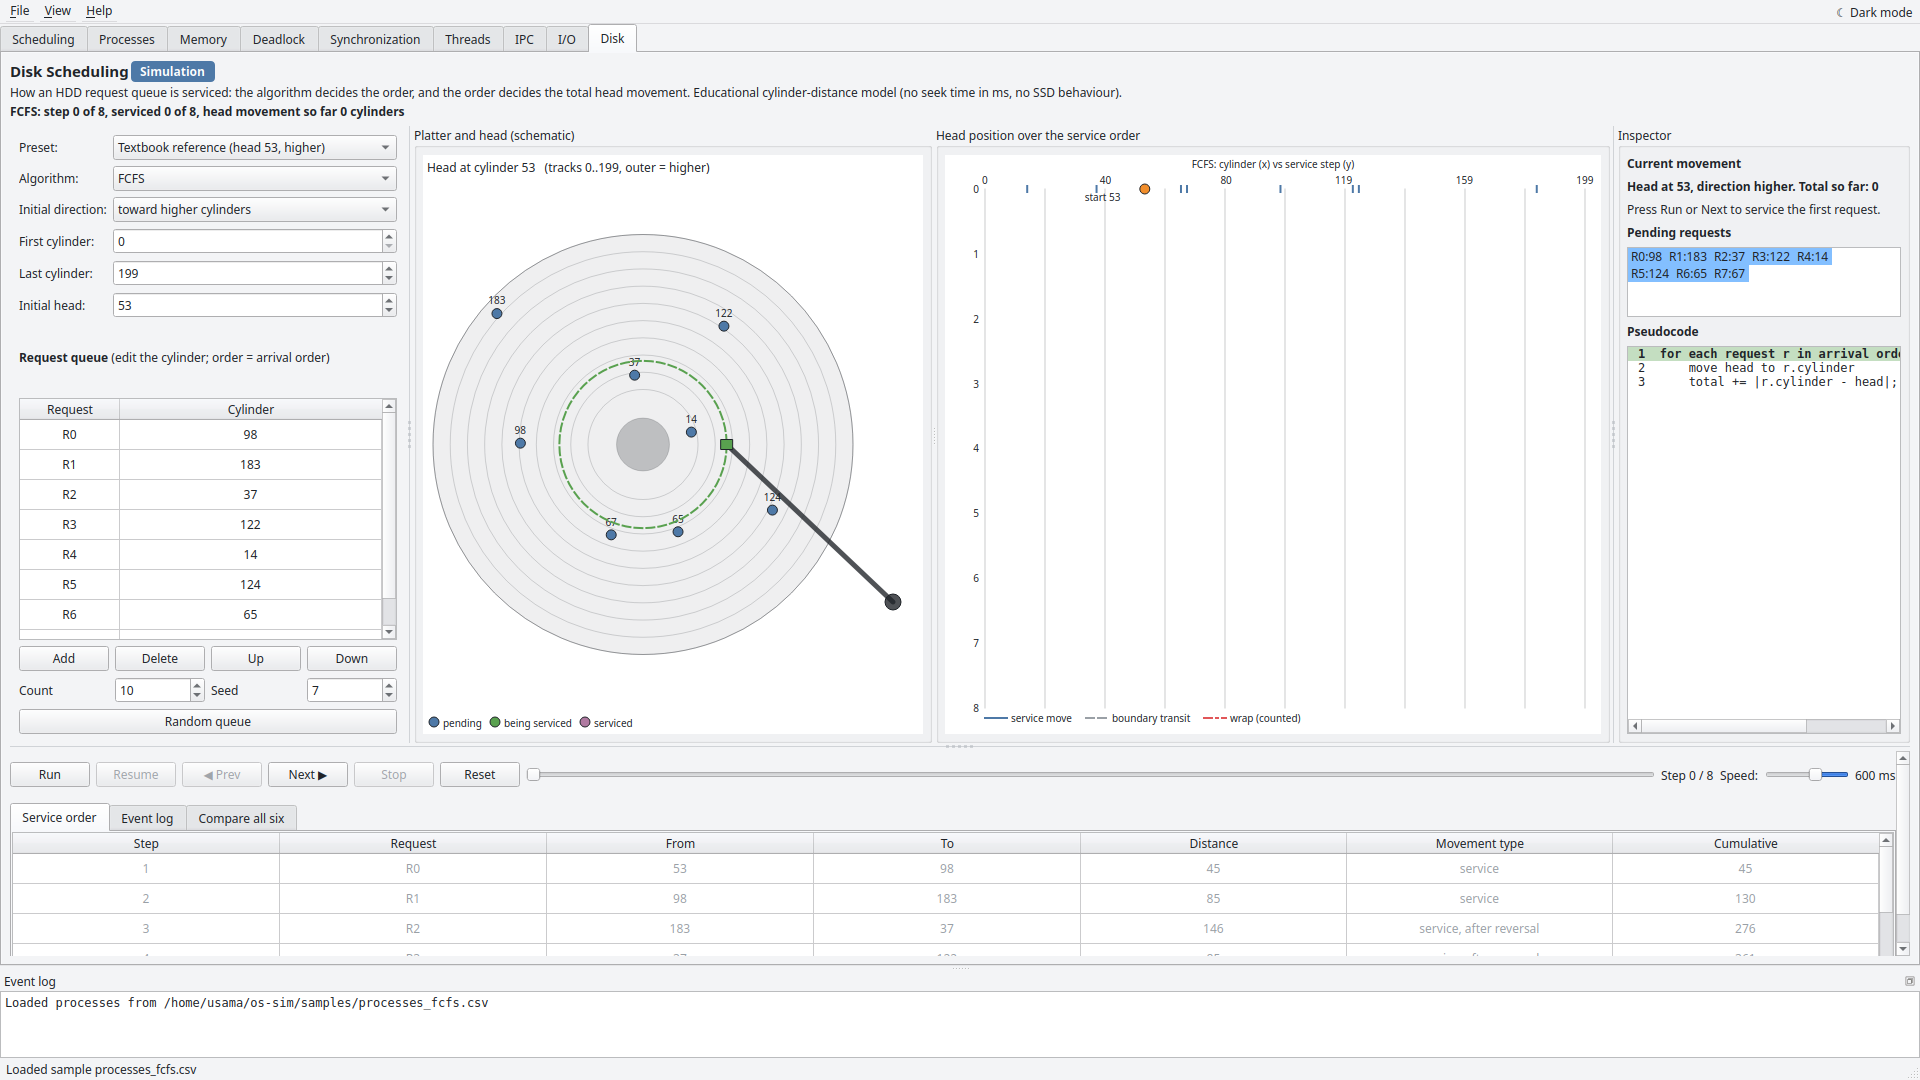 File View Help
☾ Dark mode
Scheduling Processes Memory Deadlock Synchronization Threads IPC I/O Disk
Disk Scheduling Simulation
How an HDD request queue is serviced: the algorithm decides the order, and the order decides the total head movement. Educational cylinder-distance model (no seek time in ms, no SSD behaviour).
FCFS: step 0 of 8, serviced 0 of 8, head movement so far 0 cylinders
Preset: Textbook reference (head 53, higher)
Algorithm: FCFS
Initial direction: toward higher cylinders
First cylinder: 0
Last cylinder: 199
Initial head: 53
Request queue (edit the cylinder; order = arrival order)
Request Cylinder
R0 98
R1 183
R2 37
R3 122
R4 14
R5 124
R6 65
Add Delete Up Down
Count 10 Seed 7
Random queue
Platter and head (schematic)
Head at cylinder 53 (tracks 0..199, outer = higher)
183
122
37
14
98
124
67
65
pending being serviced serviced
Head position over the service order
FCFS: cylinder (x) vs service step (y)
0 40 80 119 159 199
0
start 53
1
2
3
4
5
6
7
8
service move boundary transit wrap (counted)
Inspector
Current movement
Head at 53, direction higher. Total so far: 0
Press Run or Next to service the first request.
Pending requests
R0:98 R1:183 R2:37 R3:122 R4:14
R5:124 R6:65 R7:67
Pseudocode
1 for each request r in arrival orde
2 move head to r.cylinder
3 total += |r.cylinder - head|;
Run Resume ◀ Prev Next ▶ Stop Reset Step 0 / 8 Speed: 600 ms
Service order Event log Compare all six
Step Request From To Distance Movement type Cumulative
1 R0 53 98 45 service 45
2 R1 98 183 85 service 130
3 R2 183 37 146 service, after reversal 276
Event log
Loaded processes from /home/usama/os-sim/samples/processes_fcfs.csv
Loaded sample processes_fcfs.csv